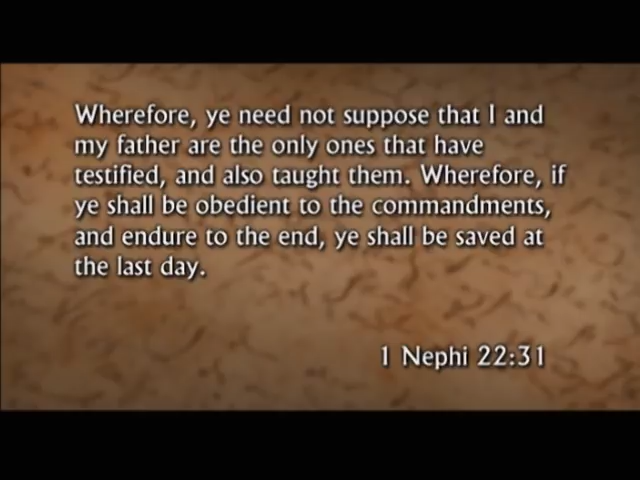 Wherefore, ye need not suppose that I and
my father are the only ones that have
testified, and also taught them. Wherefore, if
ye shall be obedient to the commandments,
and endure to the end, ye shall be saved at
the last day.
1 Nephi 22:31